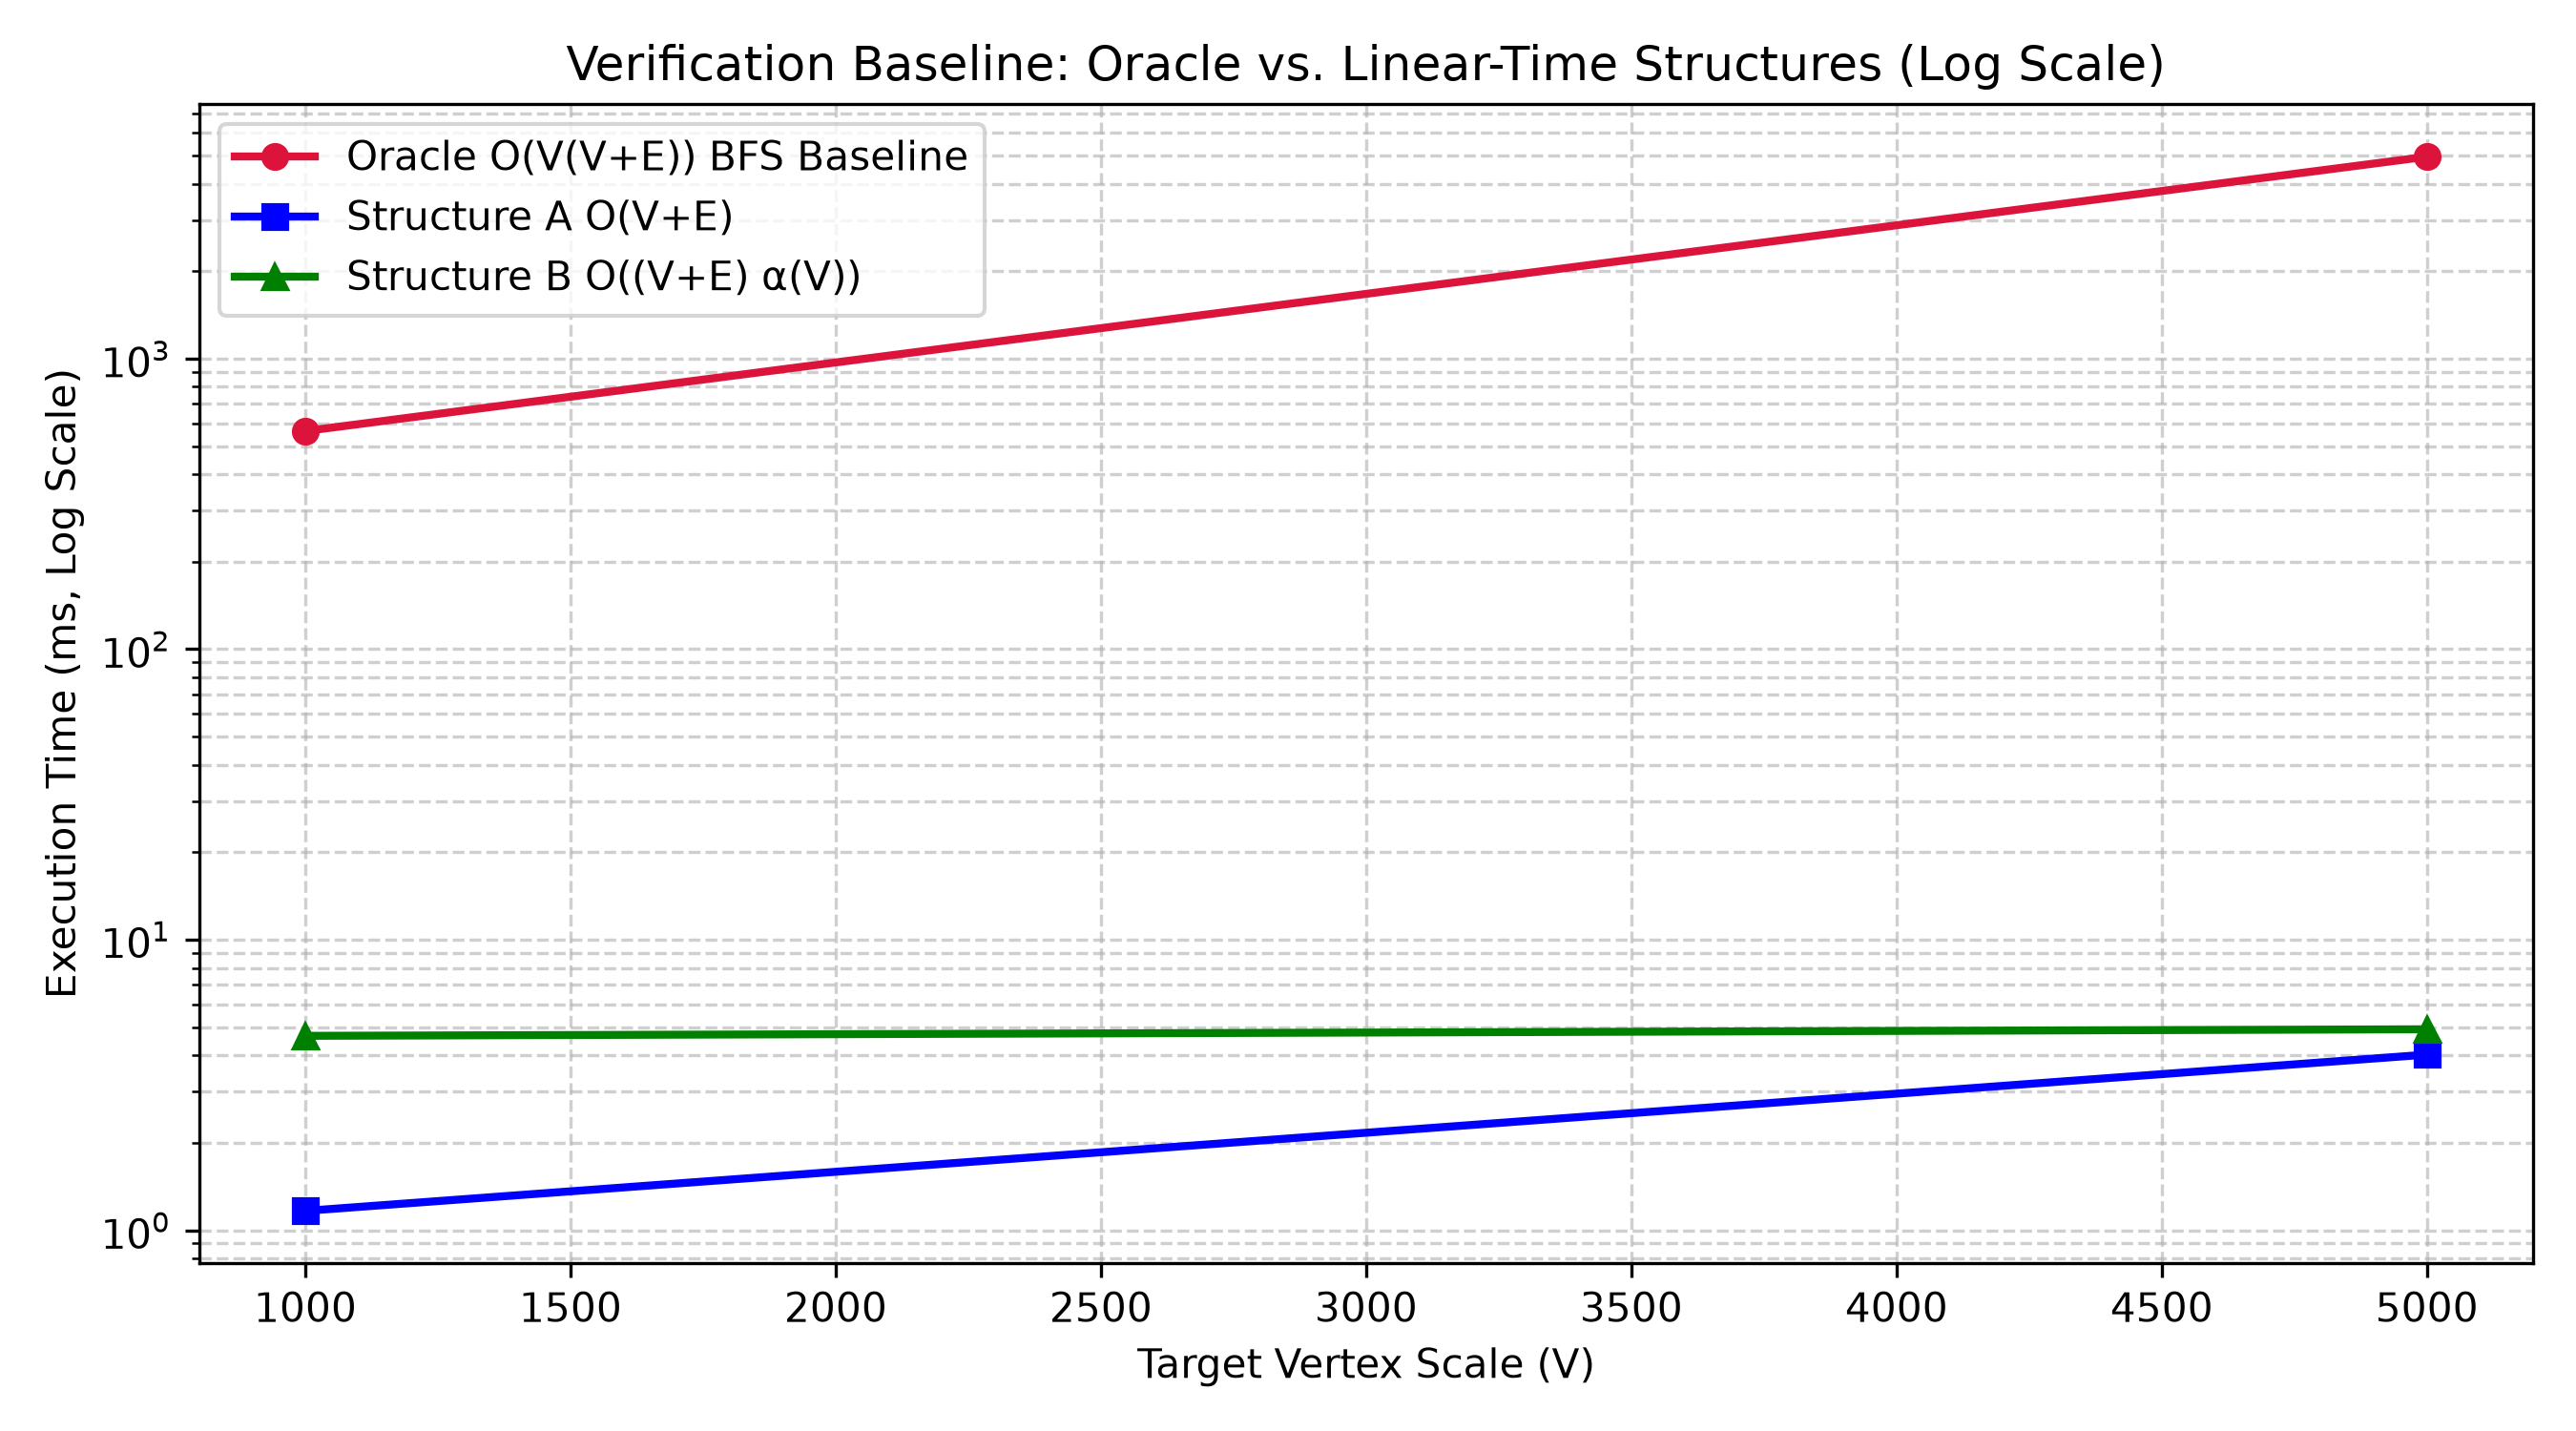 Verification Baseline: Oracle vs. Linear-Time Structures (Log Scale)
Oracle O(V(V+E)) BFS Baseline
Structure A O(V+E)
Structure B O((V+E) α(V))
Execution Time (ms, Log Scale)
10³
10²
10¹
10⁰
1000 1500 2000 2500 3000 3500 4000 4500 5000
Target Vertex Scale (V)